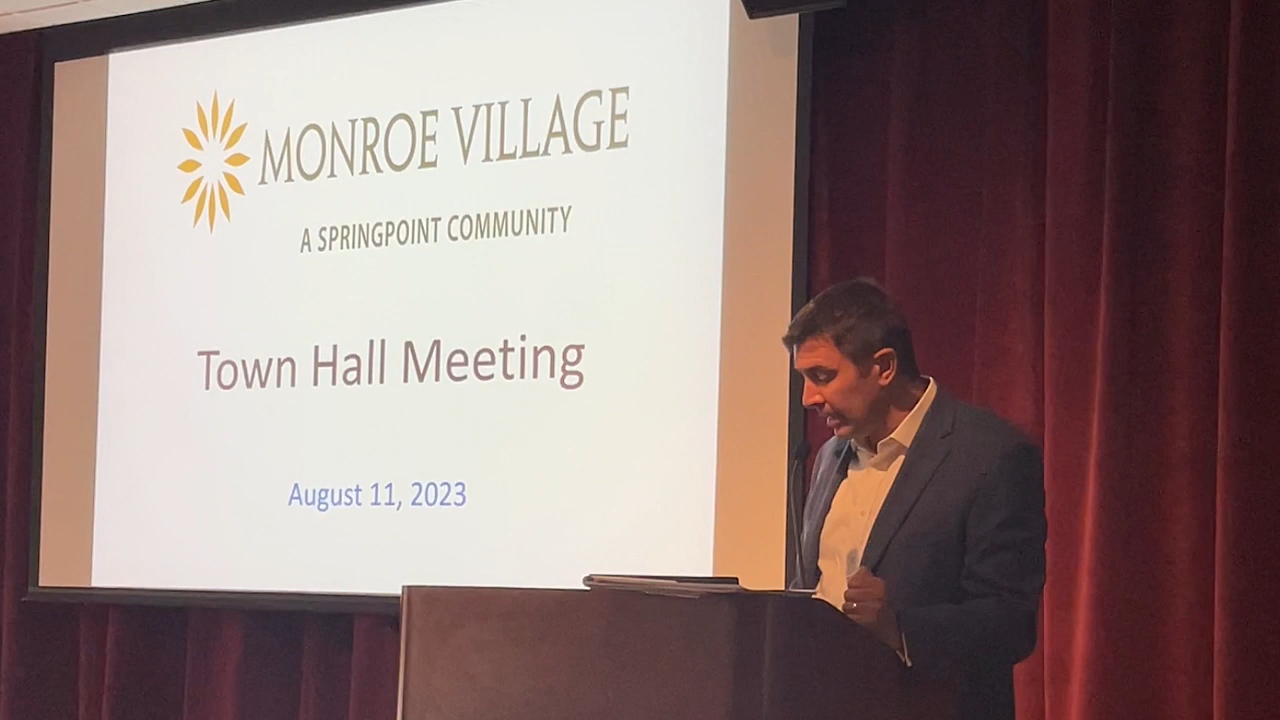 MONROE VILLAGE
A SPRINGPOINT COMMUNITY
Town Hall Meeting
August 11, 2023